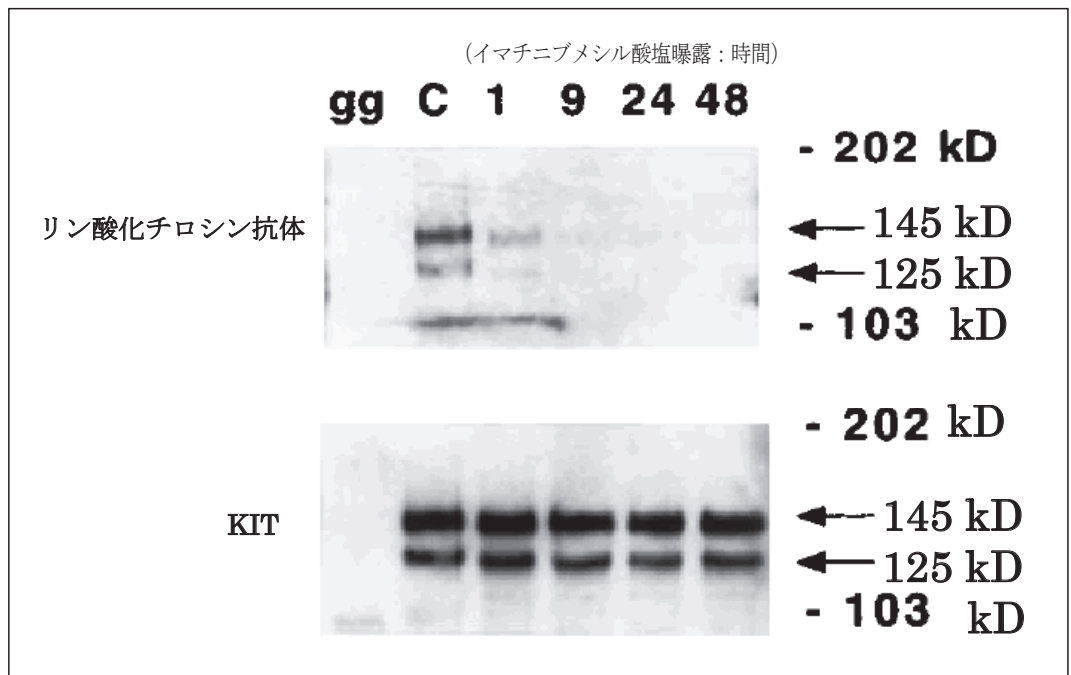 (イマチニブメシル酸塩曝露：時間)
gg C 1 9 24 48
- 202 kD
リン酸化チロシン抗体
145 kD
125 kD
- 103 kD
- 202 kD
KIT
145 kD
125 kD
- 103 kD